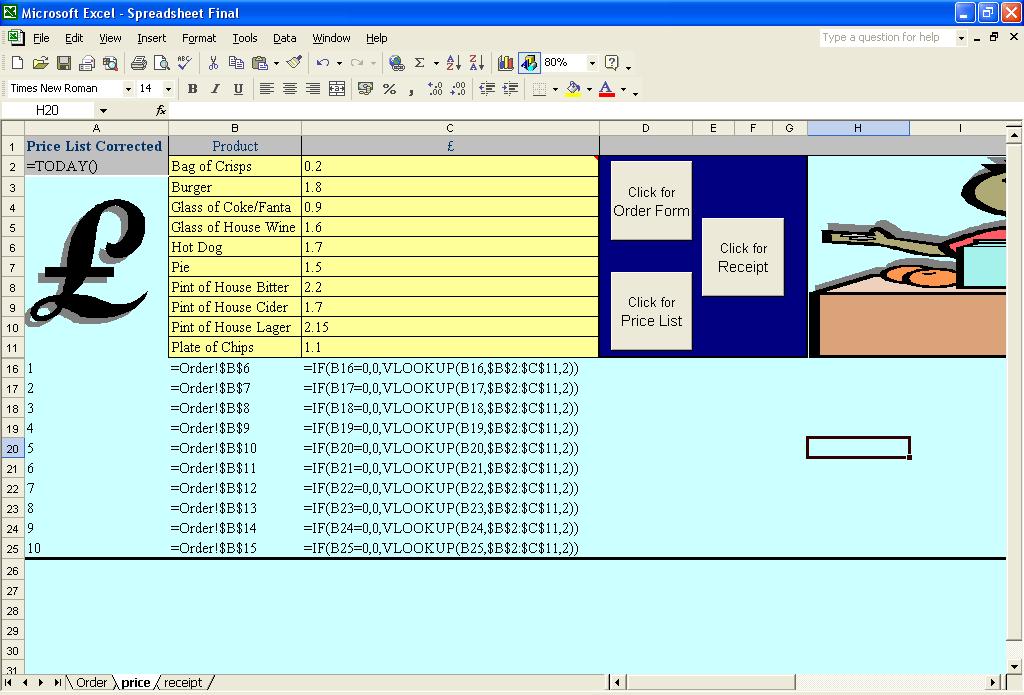 Microsoft Excel - Spreadsheet Final
File Edit View Insert Format Tools Data Window Help Type a question for help
80%
Times New Roman 14 B I U
H20 fx
A B C D E F G H I
1 Price List Corrected Product £
2 =TODAY() Bag of Crisps 0.2
3 Burger 1.8
4 Glass of Coke/Fanta 0.9
5 Glass of House Wine 1.6
6 Hot Dog 1.7
7 Pie 1.5
8 Pint of House Bitter 2.2
9 Pint of House Cider 1.7
10 Pint of House Lager 2.15
11 Plate of Chips 1.1
£
Click for
Order Form
Click for
Receipt
Click for
Price List
16 1 =Order!$B$6 =IF(B16=0,0,VLOOKUP(B16,$B$2:$C$11,2))
17 2 =Order!$B$7 =IF(B17=0,0,VLOOKUP(B17,$B$2:$C$11,2))
18 3 =Order!$B$8 =IF(B18=0,0,VLOOKUP(B18,$B$2:$C$11,2))
19 4 =Order!$B$9 =IF(B19=0,0,VLOOKUP(B19,$B$2:$C$11,2))
20 5 =Order!$B$10 =IF(B20=0,0,VLOOKUP(B20,$B$2:$C$11,2))
21 6 =Order!$B$11 =IF(B21=0,0,VLOOKUP(B21,$B$2:$C$11,2))
22 7 =Order!$B$12 =IF(B22=0,0,VLOOKUP(B22,$B$2:$C$11,2))
23 8 =Order!$B$13 =IF(B23=0,0,VLOOKUP(B23,$B$2:$C$11,2))
24 9 =Order!$B$14 =IF(B24=0,0,VLOOKUP(B24,$B$2:$C$11,2))
25 10 =Order!$B$15 =IF(B25=0,0,VLOOKUP(B25,$B$2:$C$11,2))
26
27
28
29
30
31
Order price receipt